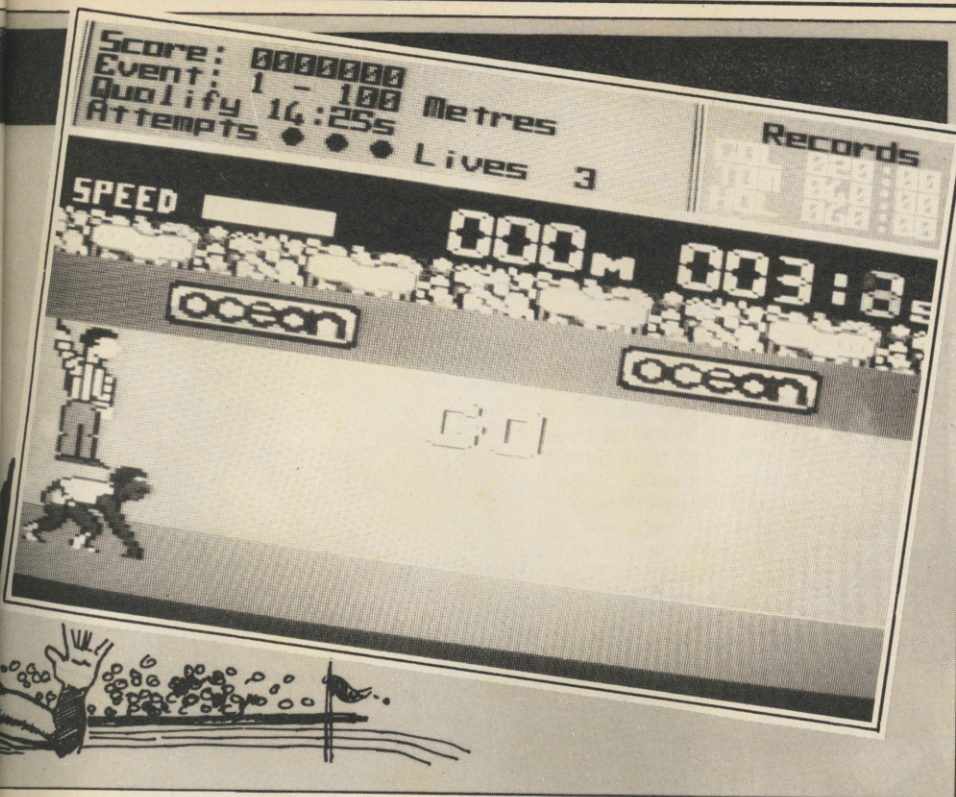 Score: 0000000
Event: 1 - 100 Metres
Qualify 14:25s
Attempts Lives 3
Records
SPEED 000M 003:8s
ocean
ocean
GO